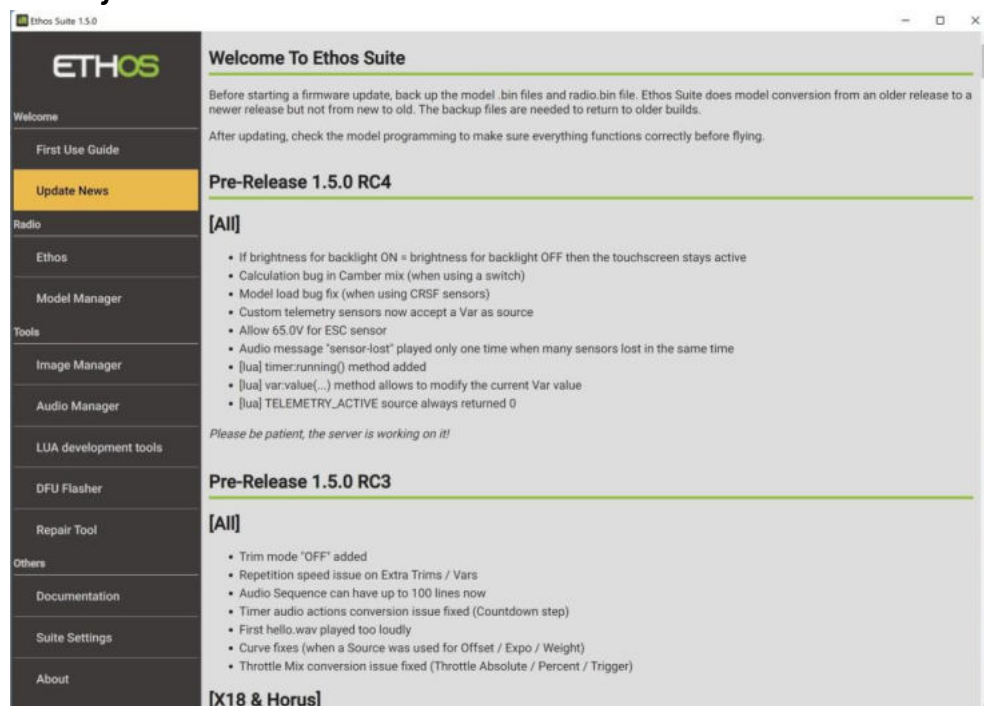 Ethos Suite 1.5.0
ETHOS
Welcome
First Use Guide
Update News
Radio
Ethos
Model Manager
Tools
Image Manager
Audio Manager
LUA development tools
DFU Flasher
Repair Tool
Others
Documentation
Suite Settings
About
Welcome To Ethos Suite
Before starting a firmware update, back up the model .bin files and radio.bin file. Ethos Suite does model conversion from an older release to a
newer release but not from new to old. The backup files are needed to return to older builds.
After updating, check the model programming to make sure everything functions correctly before flying.
Pre-Release 1.5.0 RC4
[All]
• If brightness for backlight ON = brightness for backlight OFF then the touchscreen stays active
• Calculation bug in Camber mix (when using a switch)
• Model load bug fix (when using CRSF sensors)
• Custom telemetry sensors now accept a Var as source
• Allow 65.0V for ESC sensor
• Audio message "sensor-lost" played only one time when many sensors lost in the same time
• [lua] timer:running() method added
• [lua] var:value(...) method allows to modify the current Var value
• [lua] TELEMETRY_ACTIVE source always returned 0
Please be patient, the server is working on it!
Pre-Release 1.5.0 RC3
[All]
• Trim mode "OFF" added
• Repetition speed issue on Extra Trims / Vars
• Audio Sequence can have up to 100 lines now
• Timer audio actions conversion issue fixed (Countdown step)
• First hello.wav played too loudly
• Curve fixes (when a Source was used for Offset / Expo / Weight)
• Throttle Mix conversion issue fixed (Throttle Absolute / Percent / Trigger)
[X18 & Horus]